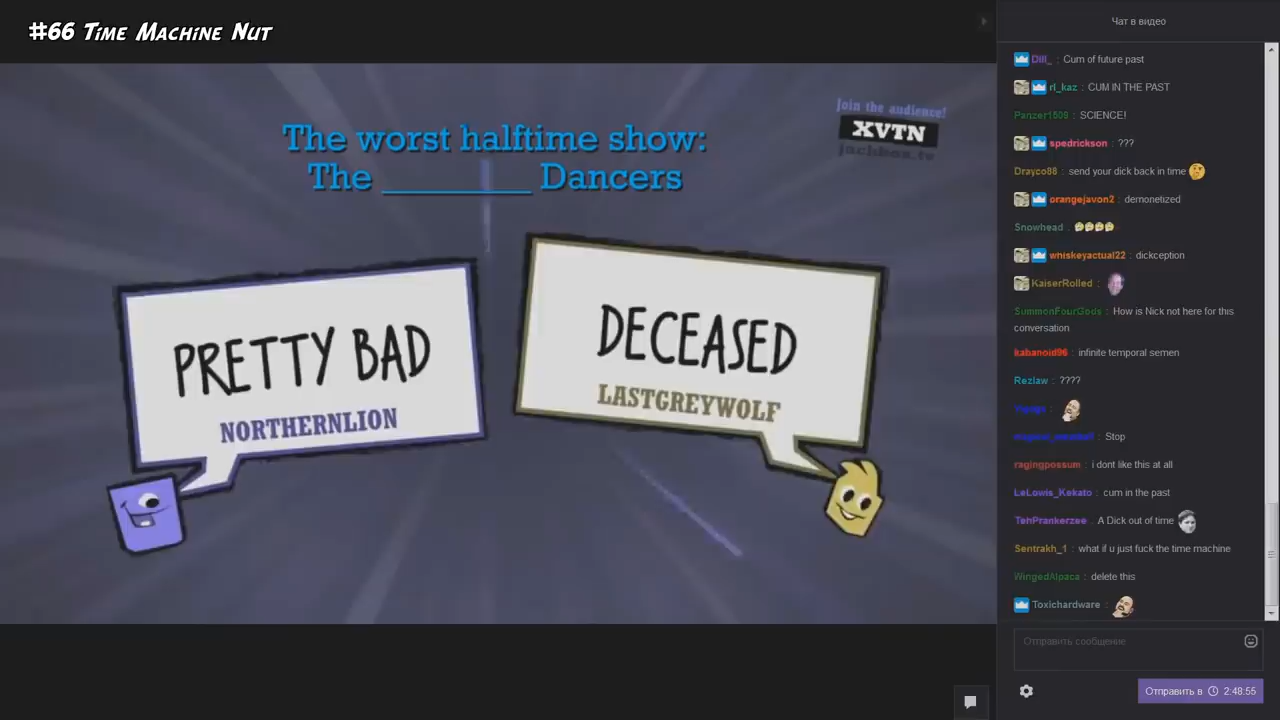 #66 Time Machine Nut
Join the audience!
XVTN
jackbox.tv
The worst halftime show:
The ________ Dancers
PRETTY BAD
NORTHERNLION
DECEASED
LASTGREYWOLF
Чат в видео
Dill_ : Cum of future past
rl_kaz : CUM IN THE PAST
Panzer1509 : SCIENCE!
spedrickson : ???
Drayco88 : send your dick back in time
orangejavon2 : demonetized
Snowhead :
whiskeyactual22 : dickception
KaiserRolled :
SummonFourGods : How is Nick not here for this
conversation
kabanoid96 : infinite temporal semen
Rezlaw : ????
: Stop
ragingpossum : i dont like this at all
LeLowis_Kekato : cum in the past
TehPrankerzee : A Dick out of time
Sentrakh_1 : what if u just fuck the time machine
WingedAlpaca : delete this
Toxichardware :
Отправить сообщение
Отправить в 2:48:55